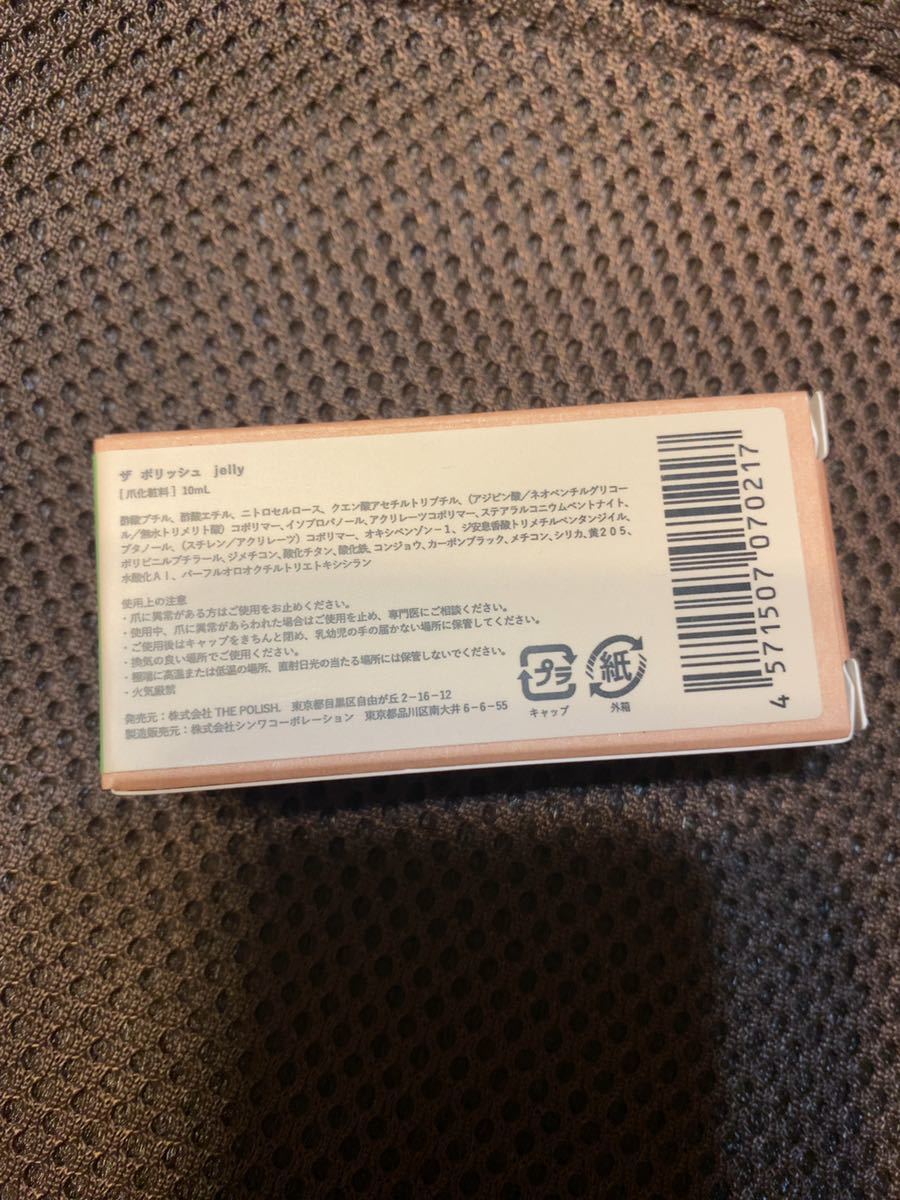 ザ ポリッシュ jelly
[ 爪化粧料 ] 10mL
酢酸ブチル、酢酸エチル、ニトロセルロース、クエン酸アセチルトリブチル、(アジピン酸／ネオペンチルグリコー
ル／無水トリメリト酸) コポリマー、イソプロパノール、アクリレーツコポリマー、ステアラルコニウムベントナイト、
ブタノール、(スチレン／アクリレーツ) コポリマー、オキシベンゾン－1、ジ安息香酸トリメチルペンタンジイル、
ポリビニルブチラール、ジメチコン、酸化チタン、酸化鉄、コンジョウ、カーボンブラック、メチコン、シリカ、黄205、
水酸化Ａl、パーフルオロオクチルトリエトキシシラン
使用上の注意
・爪に異常がある方はご使用をお止めください。
・使用中、爪に異常があらわれた場合はご使用を止め、専門医にご相談ください。
・ご使用後はキャップをきちんと閉め、乳幼児の手の届かない場所に保管してください。
・換気の良い場所でご使用ください。
・極端に高温または低温の場所、直射日光の当たる場所には保管しないでください。
・火気厳禁
発売元：株式会社 THE POLISH. 東京都目黒区自由が丘 2－16－12
製造販売元：株式会社シンワコーポレーション 東京都品川区南大井 6－6－55
プラ
キャップ
紙
外箱
4 571507 070217